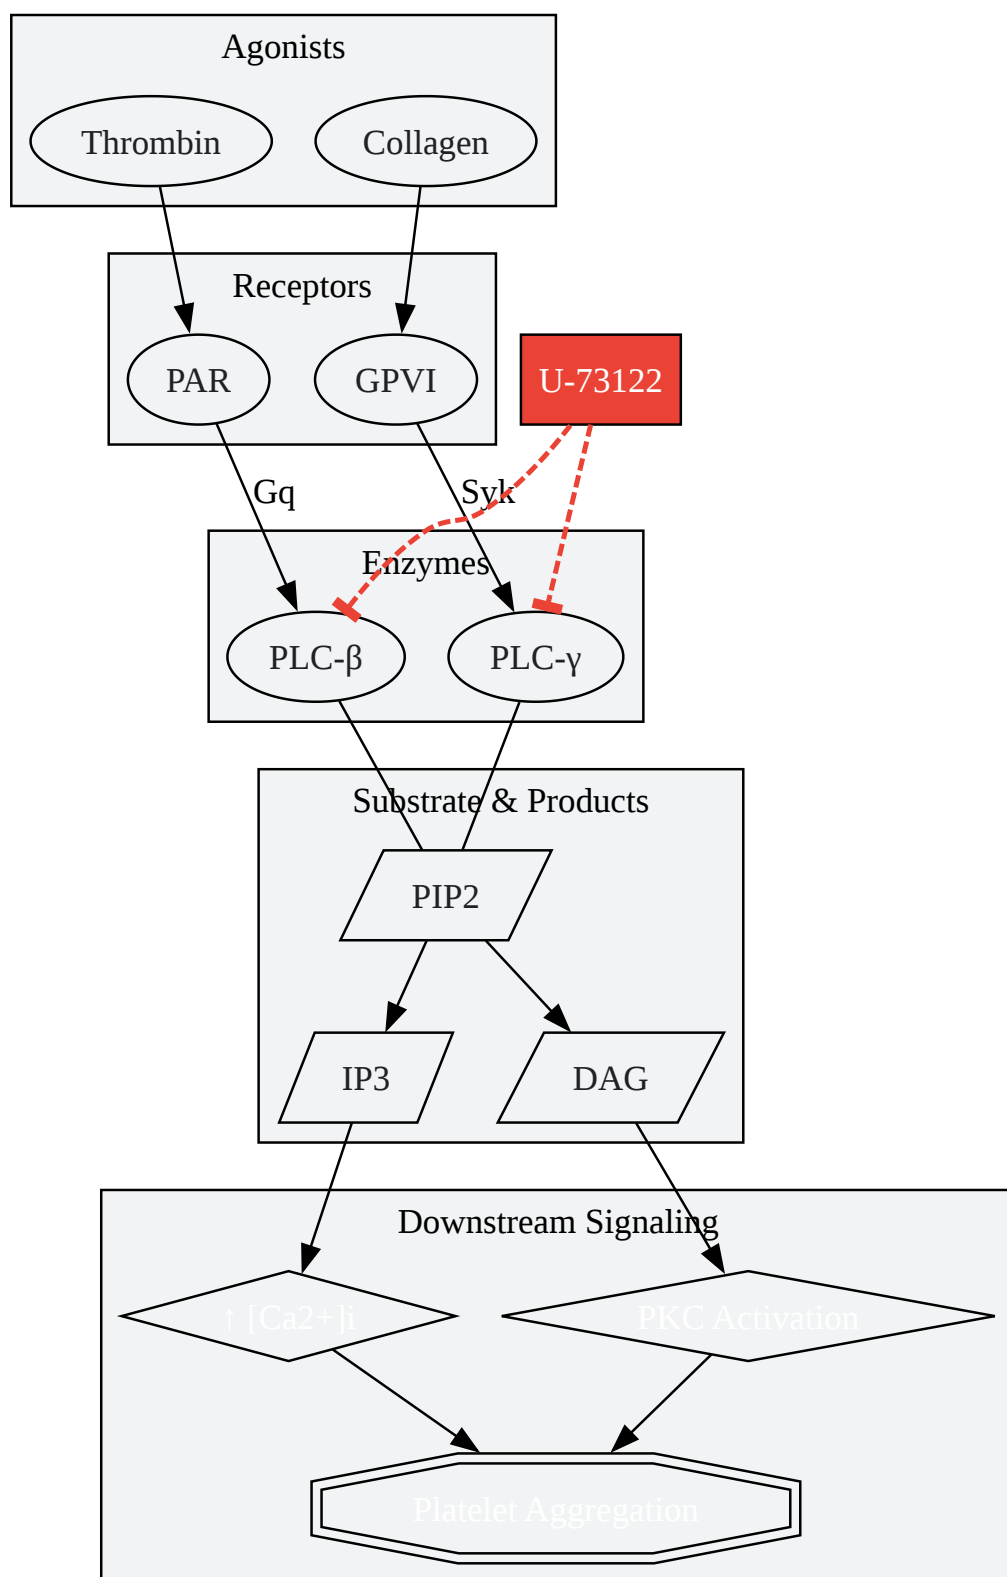 Agonists
Thrombin
Collagen
Receptors
PAR
GPVI
U-73122
Gq
Syk
Enzymes
PLC-β
PLC-γ
Substrate & Products
PIP2
IP3
DAG
Downstream Signaling
↑ [Ca2+]i
PKC Activation
Platelet Aggregation